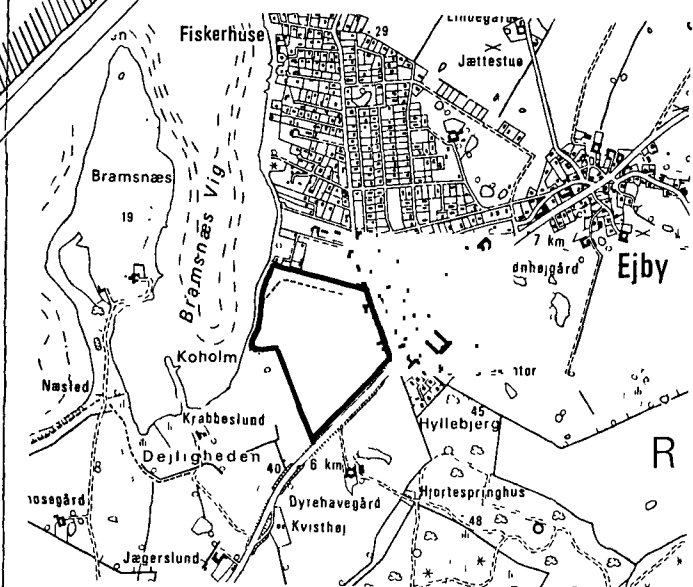 Fiskerhuse
29
Jættestue
Bramsnæs
19
Bramsnæs Vig
7 km
Ejby
Koholm
Næsled
Krabbeslund
Hyllebjerg
45
Dejligheden
R
40
6 km
Hjortespringhus
Dyrehavegård
Kvisthøj
48
Jægerslund